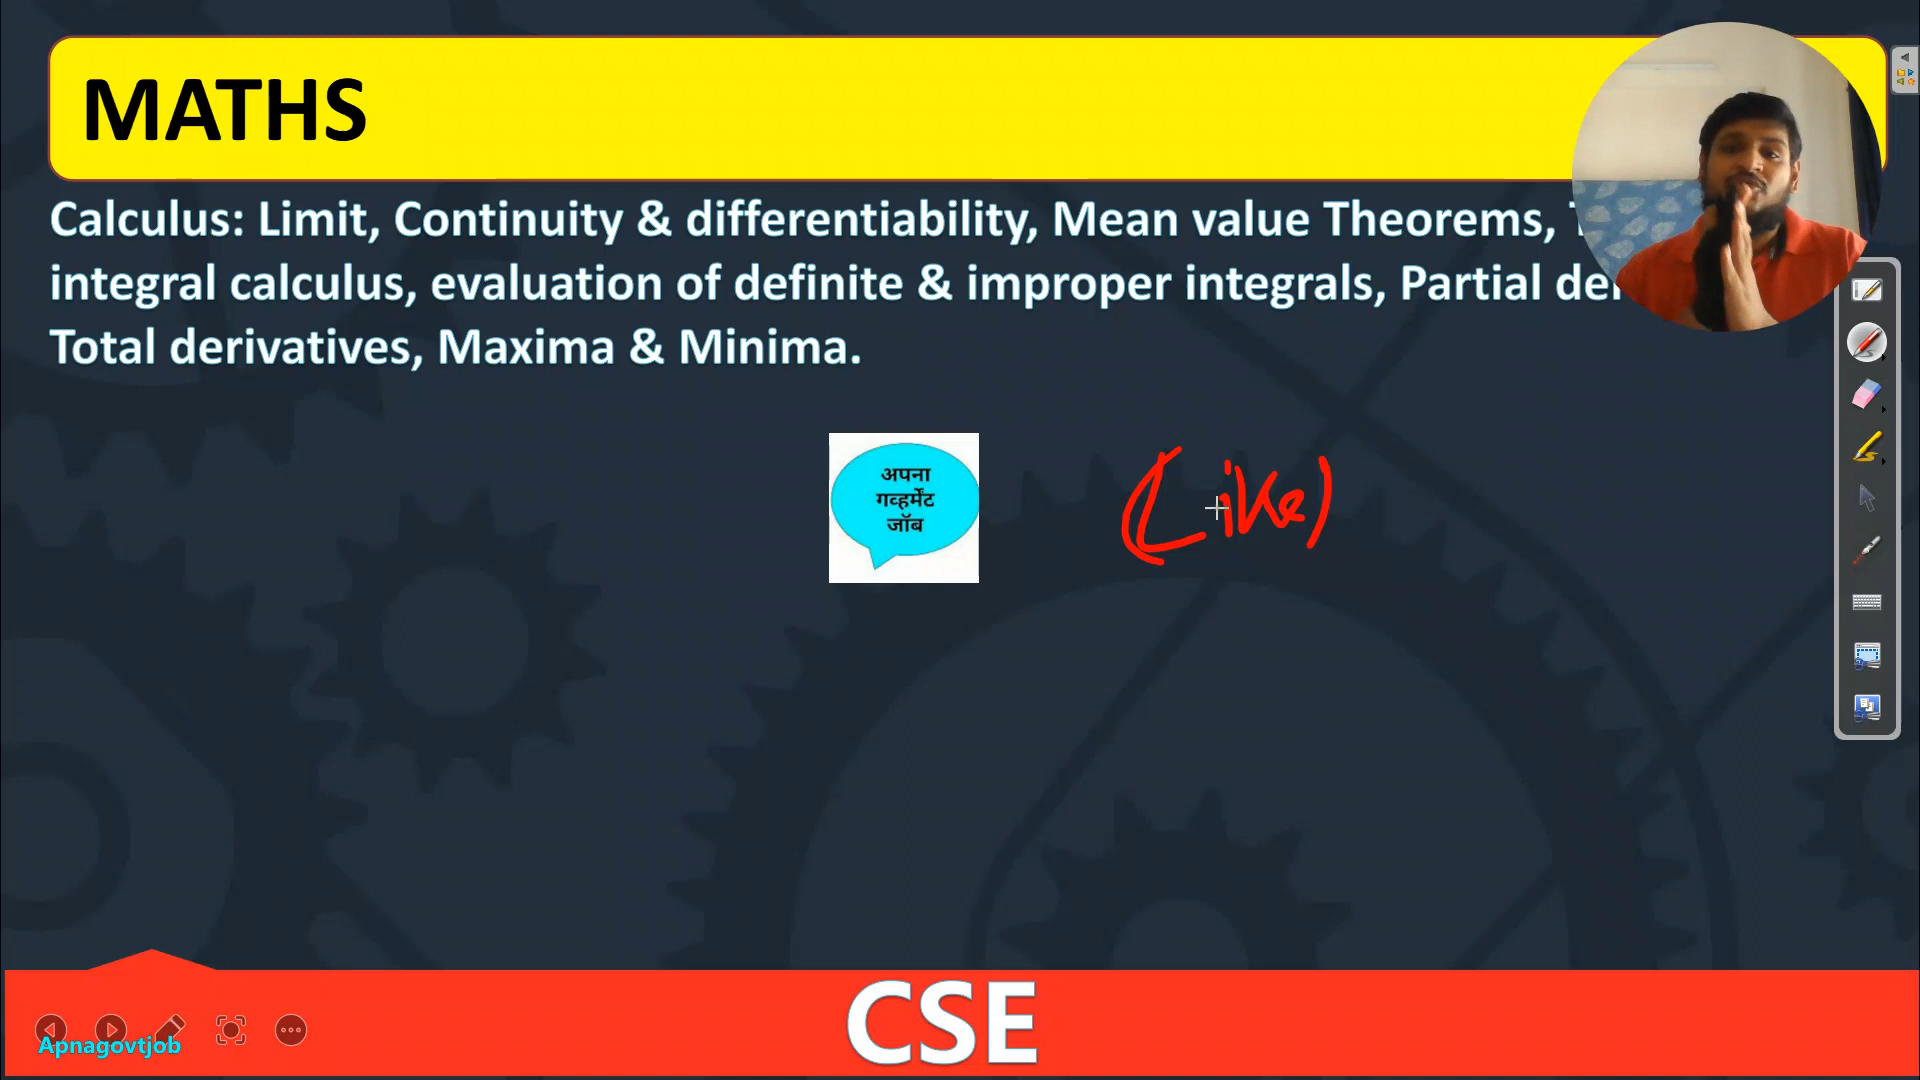 MATHS
Calculus: Limit, Continuity & differentiability, Mean value Theorems,
integral calculus, evaluation of definite & improper integrals, Partial
Total derivatives, Maxima & Minima.
अपना
गव्हर्मेंट
जॉब
(Like)
CSE
Apnagovtjob